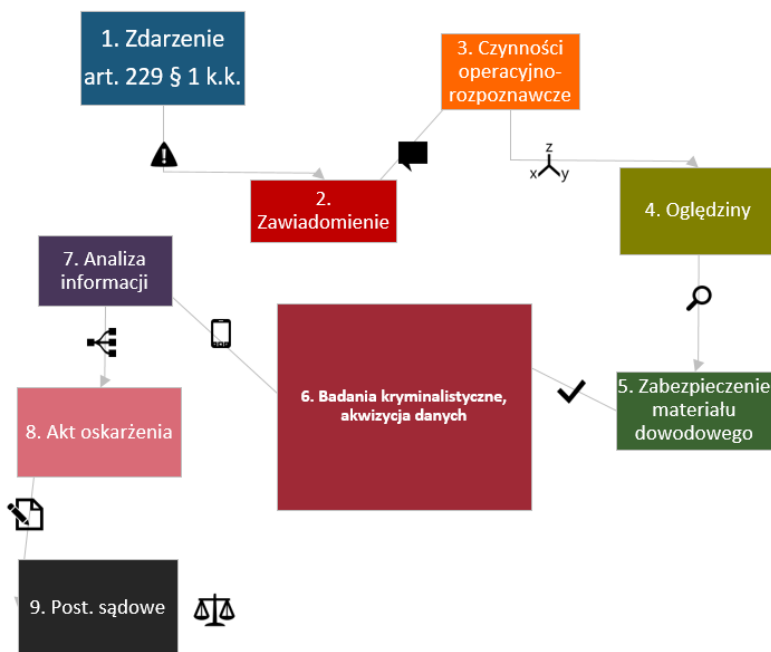 1. Zdarzenie
art. 229 § 1 k.k.
2.
Zawiadomienie
3. Czynności
operacyjno-
rozpoznawcze
z
x
y
4. Oględziny
5. Zabezpieczenie
materiału
dowodowego
6. Badania kryminalistyczne,
akwizycja danych
7. Analiza
informacji
8. Akt oskarżenia
9. Post. sądowe